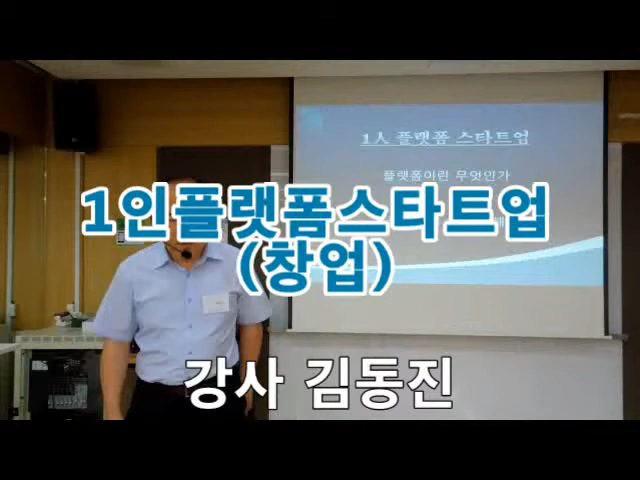 1人 플랫폼 스타트업
플랫폼이란 무엇인가
1인플랫폼스타트업
(창업)
강사 김동진